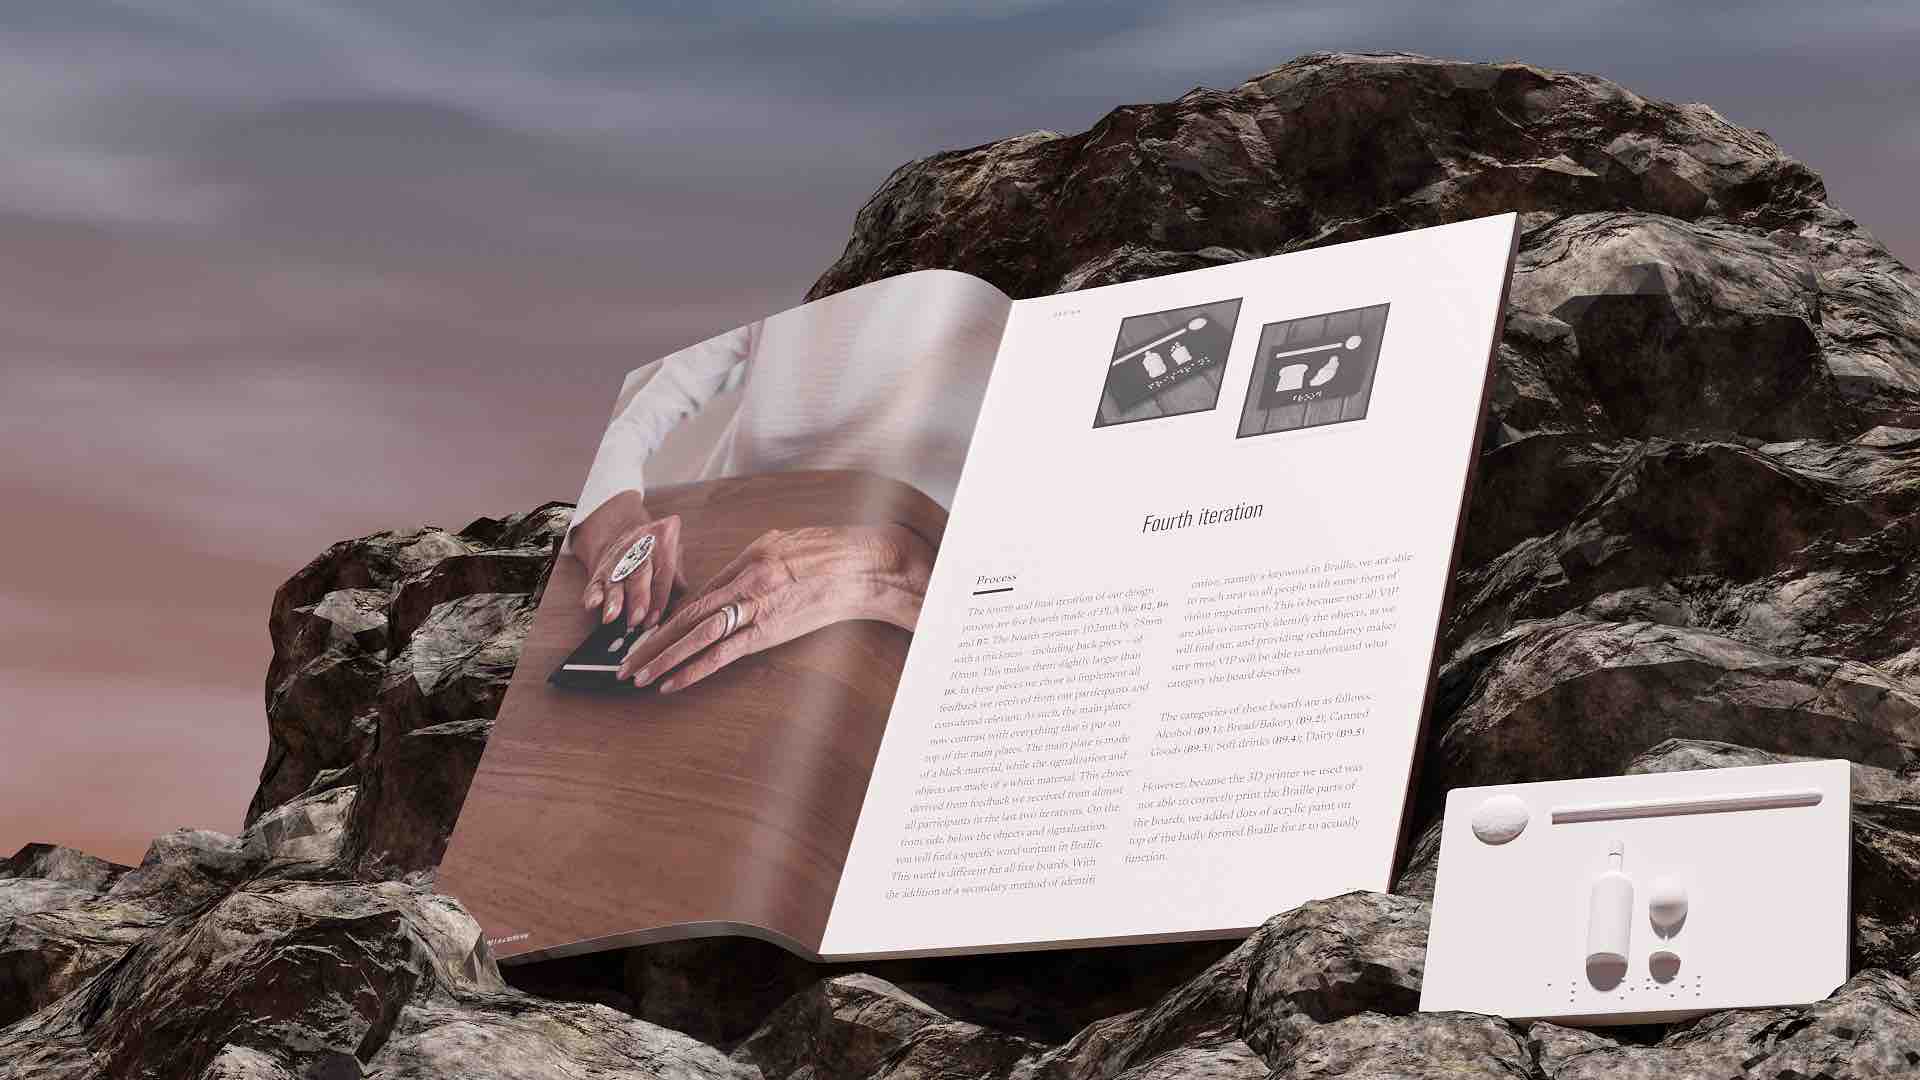 DESIGN
Fourth iteration
Process
The fourth and final iteration of our design
process are five boards made of PLA like B2, B6
and B7. The boards measure 102mm by 78mm
with a thickness – including back piece – of
10mm. This makes them slightly larger than
B8. In these pieces we chose to implement all
feedback we received from our participants and
considered relevant. As such, the main plates
now contrast with everything that is put on
top of the main plates. The main plate is made
of a black material, while the signalization and
objects are made of a white material. This choice
derived from feedback we received from almost
all participants in the last two iterations. On the
front side, below the objects and signalization,
you will find a specific word written in Braille.
This word is different for all five boards. With
the addition of a secondary method of identifi
cation, namely a keyword in Braille, we are able
to reach near to all people with some form of
vision impairment. This is because not all VIP
are able to correctly identify the objects, as we
will find out, and providing redundancy makes
sure most VIP will be able to understand what
category the board describes.
The categories of these boards are as follows:
Alcohol (B9.1); Bread/Bakery (B9.2); Canned
Goods (B9.3); Soft drinks (B9.4); Dairy (B9.5)
However, because the 3D printer we used was
not able to correctly print the Braille parts of
the boards, we added dots of acrylic paint on
top of the badly formed Braille for it to actually
function.